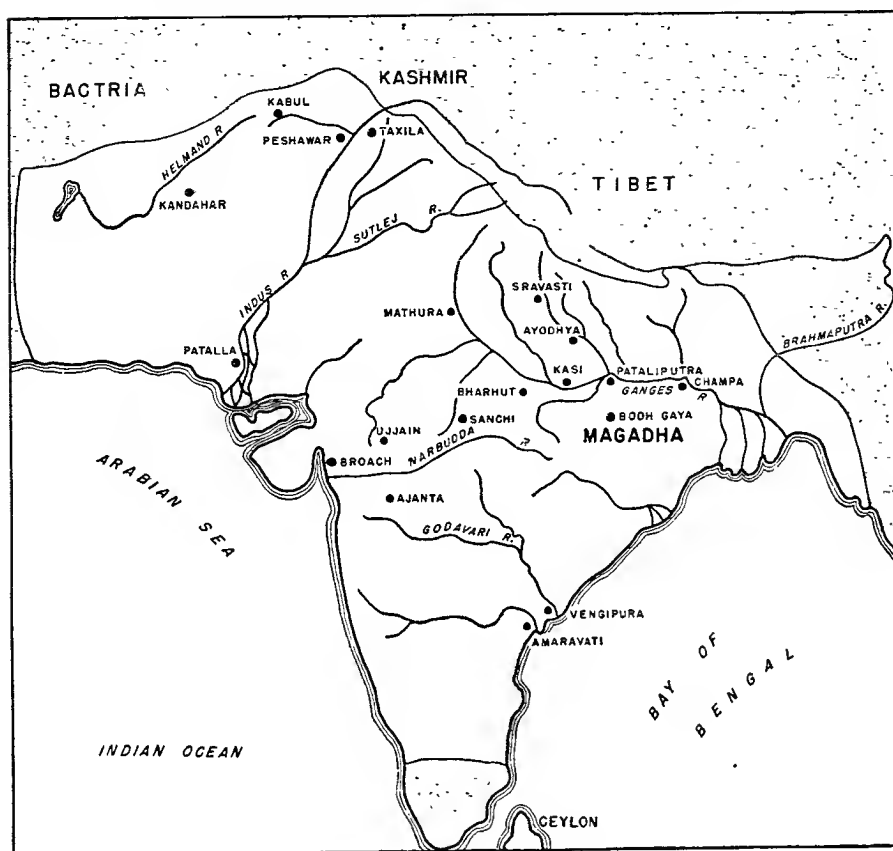 KASHMIR
BACTRIA
KABUL
PESHAWAR
TAXILA
HELMAND R
TIBET
KANDAHAR
SUTLEJ R.
INDUS R
SRAVASTI
MATHURA
BRAHMAPUTRA R.
AYODHYA
PATALLA
KASI
PATALIPUTRA
CHAMPA
GANGES R
BHARHUT
SANCHI
BODH GAYA
UJJAIN
MAGADHA
NARBUDDA R
BROACH
ARABIAN SEA
AJANTA
GODAVARI R.
VENGIPURA
AMARAVATI
BAY OF
BENGAL
INDIAN OCEAN
CEYLON